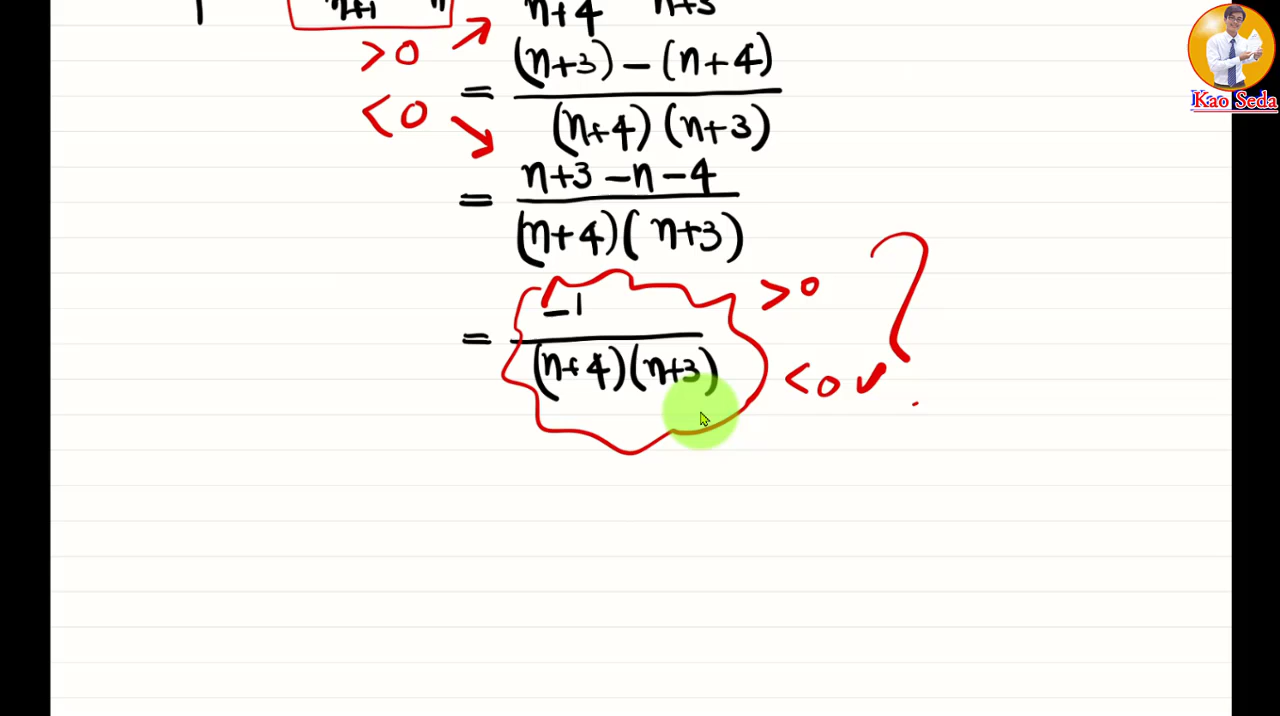 n+1 n
n+4 n+3
>0
(n+3) – (n+4)
= ———
(n+4) (n+3)
<0
n+3 –n –4
= ———
(n+4)( n+3)
–1
= ———
(n+4)(n+3)
>0
<0 ✓
?
Kao Seda